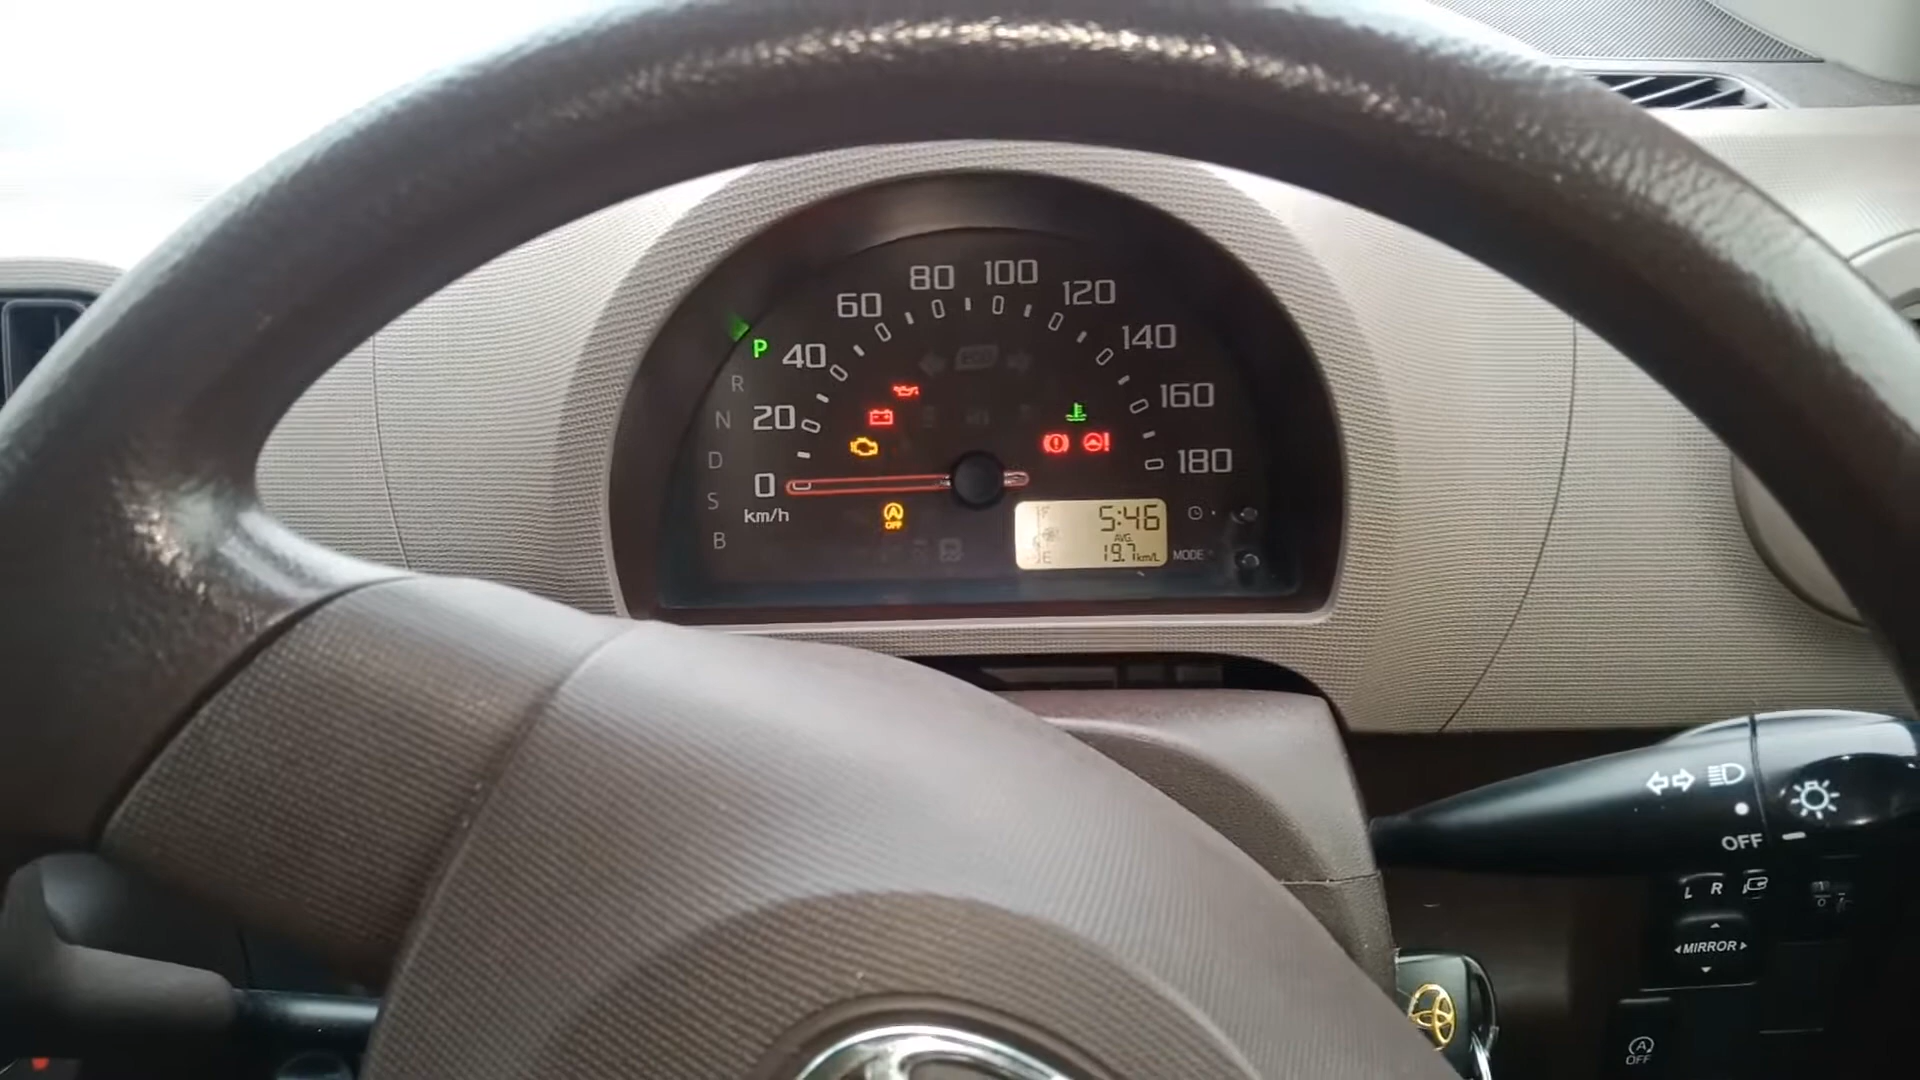 80 100
60 120
P 40 140
R
N 20 160
D 0 180
S km/h
OFF
B
F 5:46
AVG.
E 19.7 km/L MODE
OFF
L R
MIRROR
A
OFF